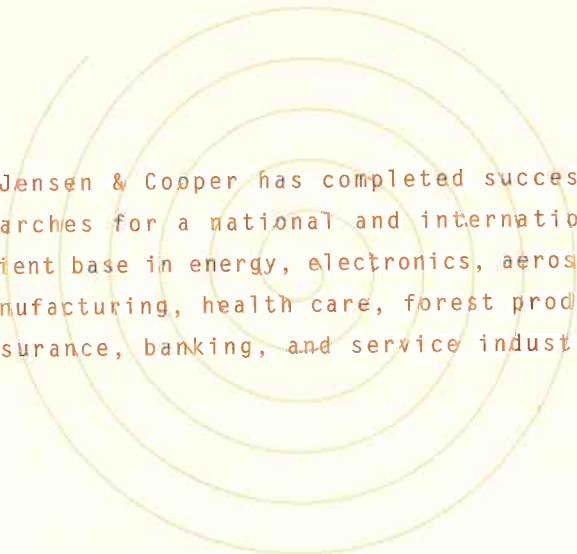 Jensen & Cooper has completed succes
arches for a national and internatio
ient base in energy, electronics, aeros
nufacturing, health care, forest prod
surance, banking, and service indust